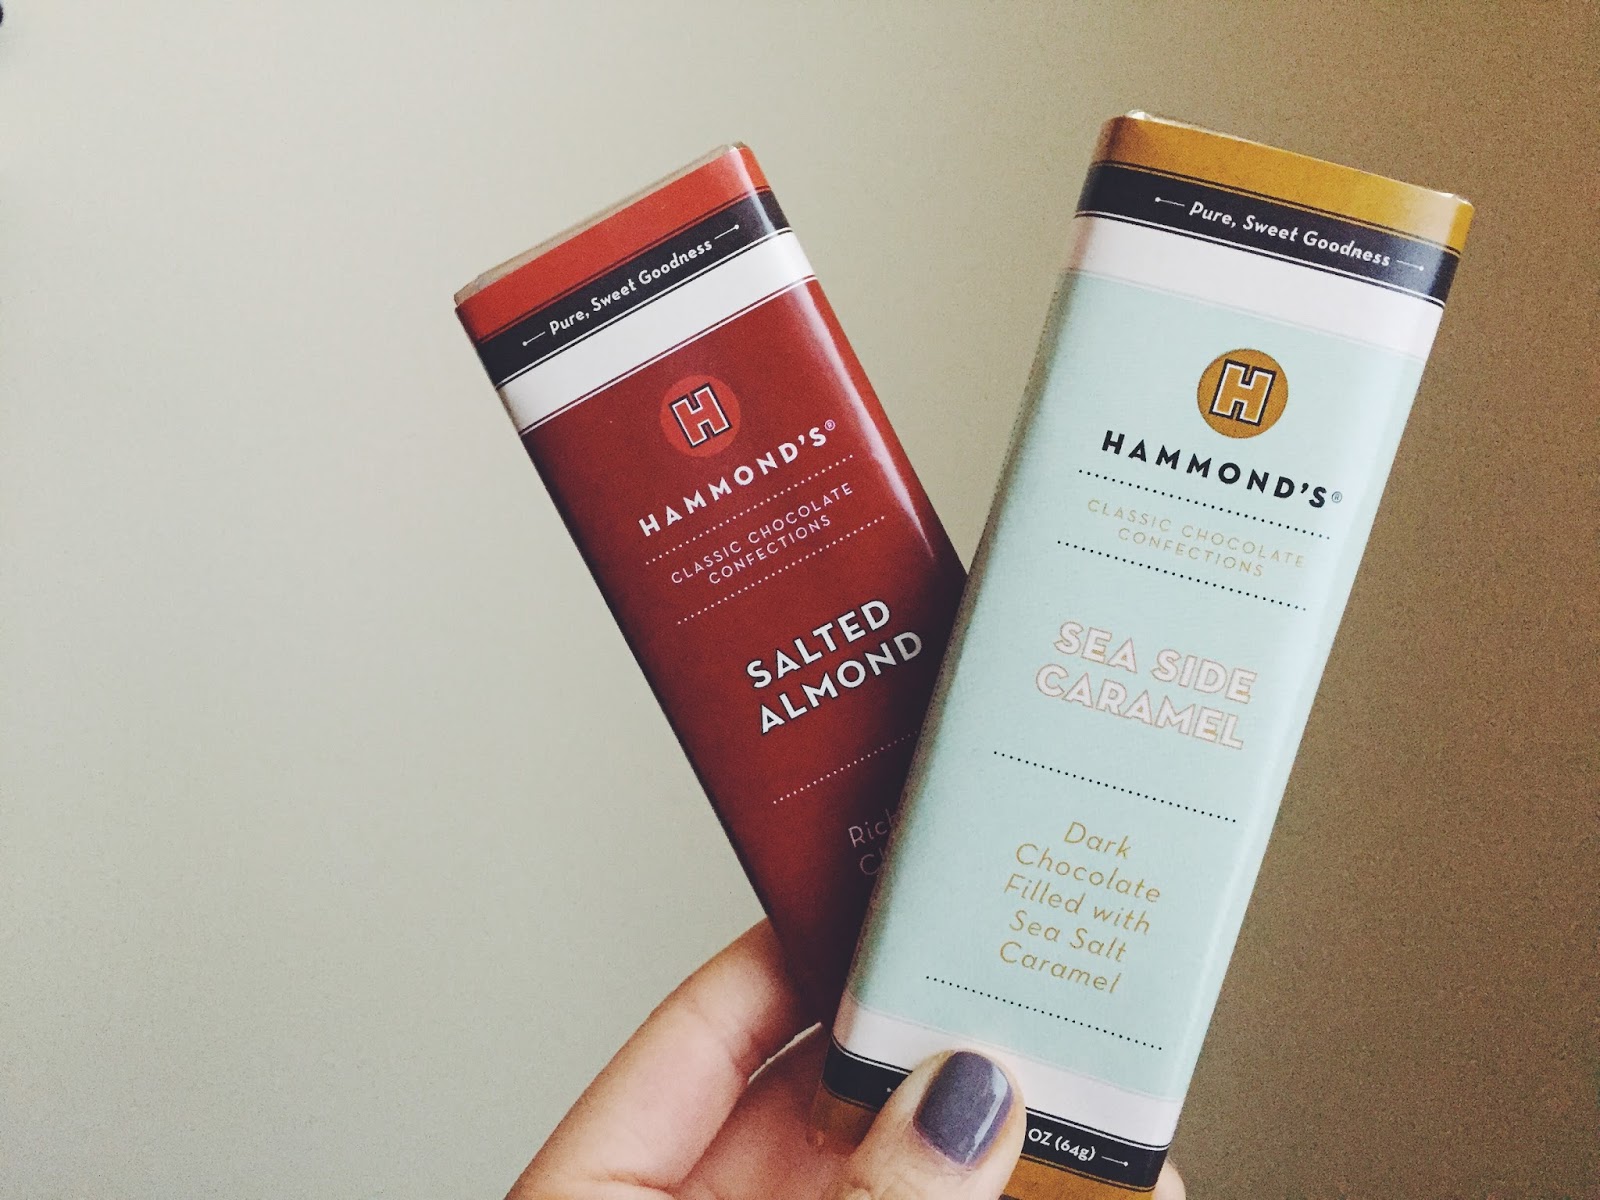 Pure, Sweet Goodness
H
HAMMOND'S®
CLASSIC CHOCOLATE
CONFECTIONS
SALTED
ALMOND
Pure, Sweet Goodness
H
HAMMOND'S®
CLASSIC CHOCOLATE
CONFECTIONS
SEA SIDE
CARAMEL
Dark
Chocolate
Filled with
Sea Salt
Caramel
OZ (64g)